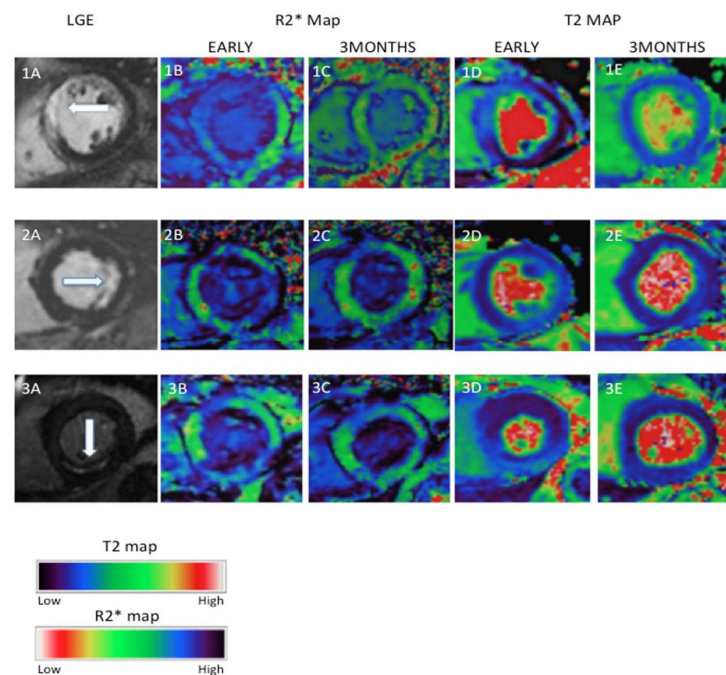 LGE R2* Map T2 MAP
EARLY 3MONTHS EARLY 3MONTHS
1A 1B 1C 1D 1E
2A 2B 2C 2D 2E
3A 3B 3C 3D 3E
T2 map
Low High
R2* map
Low High